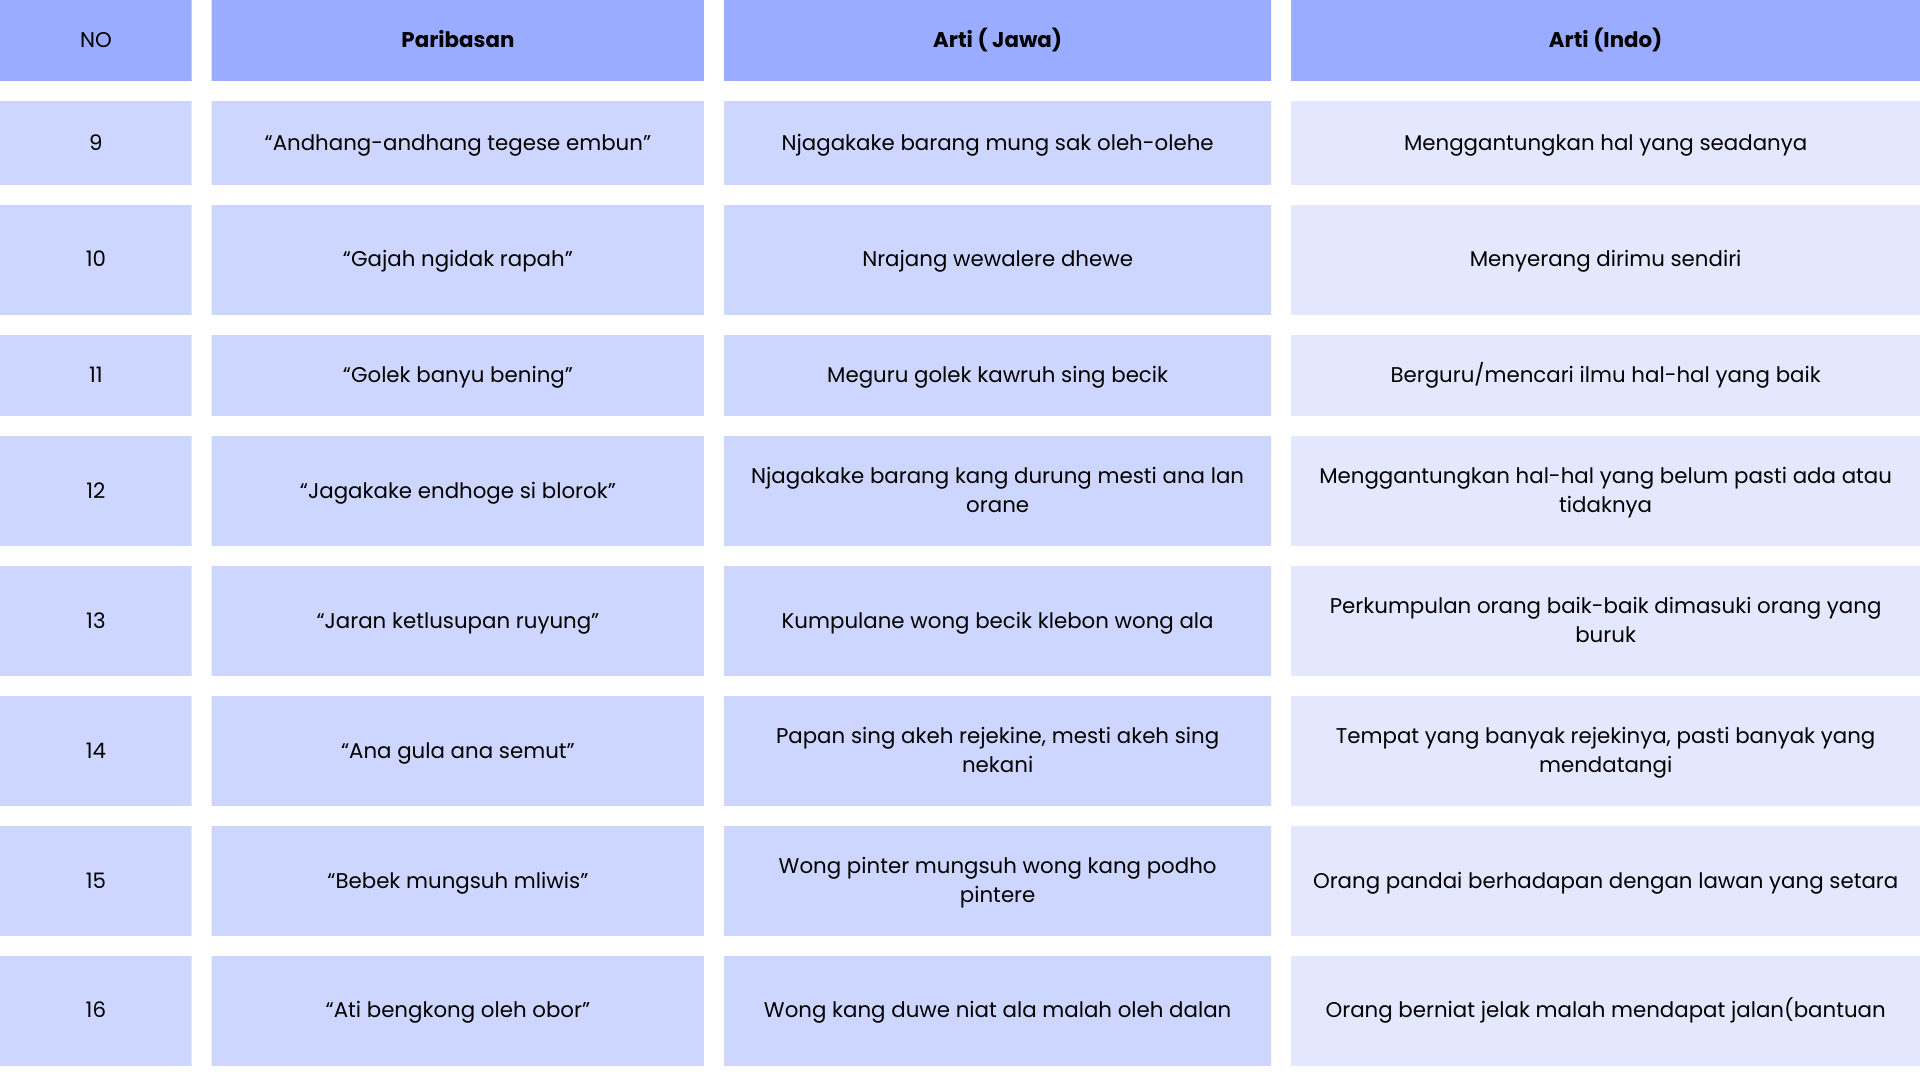 NO
Paribasan
Arti ( Jawa)
Arti (Indo)
9
“Andhang-andhang tegese embun”
Njagakake barang mung sak oleh-olehe
Menggantungkan hal yang seadanya
10
“Gajah ngidak rapah”
Nrajang wewalere dhewe
Menyerang dirimu sendiri
11
“Golek banyu bening”
Meguru golek kawruh sing becik
Berguru/mencari ilmu hal-hal yang baik
12
“Jagakake endhoge si blorok”
Njagakake barang kang durung mesti ana lan
orane
Menggantungkan hal-hal yang belum pasti ada atau
tidaknya
13
“Jaran ketlusupan ruyung”
Kumpulane wong becik klebon wong ala
Perkumpulan orang baik-baik dimasuki orang yang
buruk
14
“Ana gula ana semut”
Papan sing akeh rejekine, mesti akeh sing
nekani
Tempat yang banyak rejekinya, pasti banyak yang
mendatangi
15
“Bebek mungsuh mliwis”
Wong pinter mungsuh wong kang podho
pintere
Orang pandai berhadapan dengan lawan yang setara
16
“Ati bengkong oleh obor”
Wong kang duwe niat ala malah oleh dalan
Orang berniat jelak malah mendapat jalan(bantuan